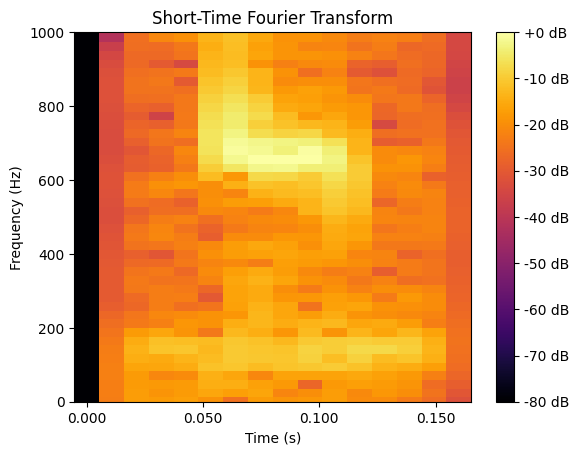 Short-Time Fourier Transform
1000
800
600
400
200
0
Frequency (Hz)
0.000
0.050
0.100
0.150
Time (s)
+0 dB
-10 dB
-20 dB
-30 dB
-40 dB
-50 dB
-60 dB
-70 dB
-80 dB